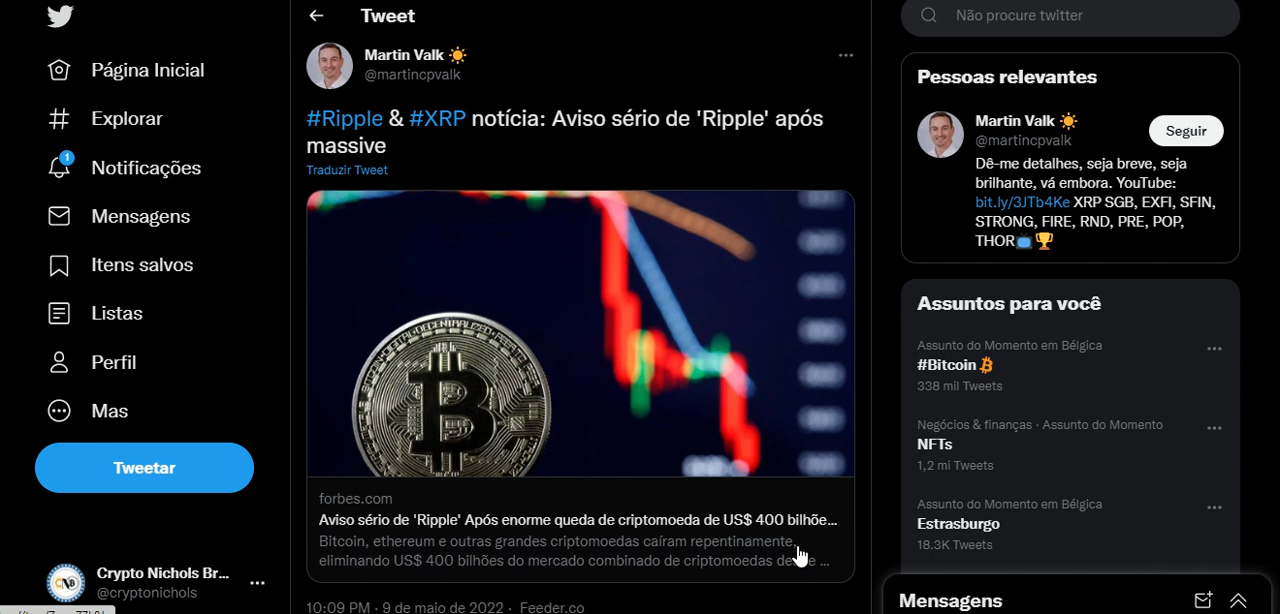 Tweet
Não procure twitter
Martin Valk
@martincpvalk
Pessoas relevantes
Página Inicial
Explorar
Notificações
1
Mensagens
Itens salvos
Listas
Perfil
Mas
Tweetar
Crypto Nichols Br...
@cryptonichols
#Ripple & #XRP notícia: Aviso sério de 'Ripple' após
massive
Traduzir Tweet
DECENTRALIZED
forbes.com
Aviso sério de 'Ripple' Após enorme queda de criptomoeda de US$ 400 bilhõe...
Bitcoin, ethereum e outras grandes criptomoedas caíram repentinamente,
eliminando US$ 400 bilhões do mercado combinado de criptomoedas ...
10:09 PM · 9 de maio de 2022 · Feeder.co
Martin Valk
@martincpvalk
Seguir
Dê-me detalhes, seja breve, seja
brilhante, vá embora. YouTube:
bit.ly/3JTb4Ke XRP SGB, EXFI, SFIN,
STRONG, FIRE, RND, PRE, POP,
THOR
Assuntos para você
Assunto do Momento em Bélgica
#Bitcoin
338 mil Tweets
Negócios & finanças · Assunto do Momento
NFTs
1,2 mi Tweets
Assunto do Momento em Bélgica
Estrasburgo
18.3K Tweets
Mensagens